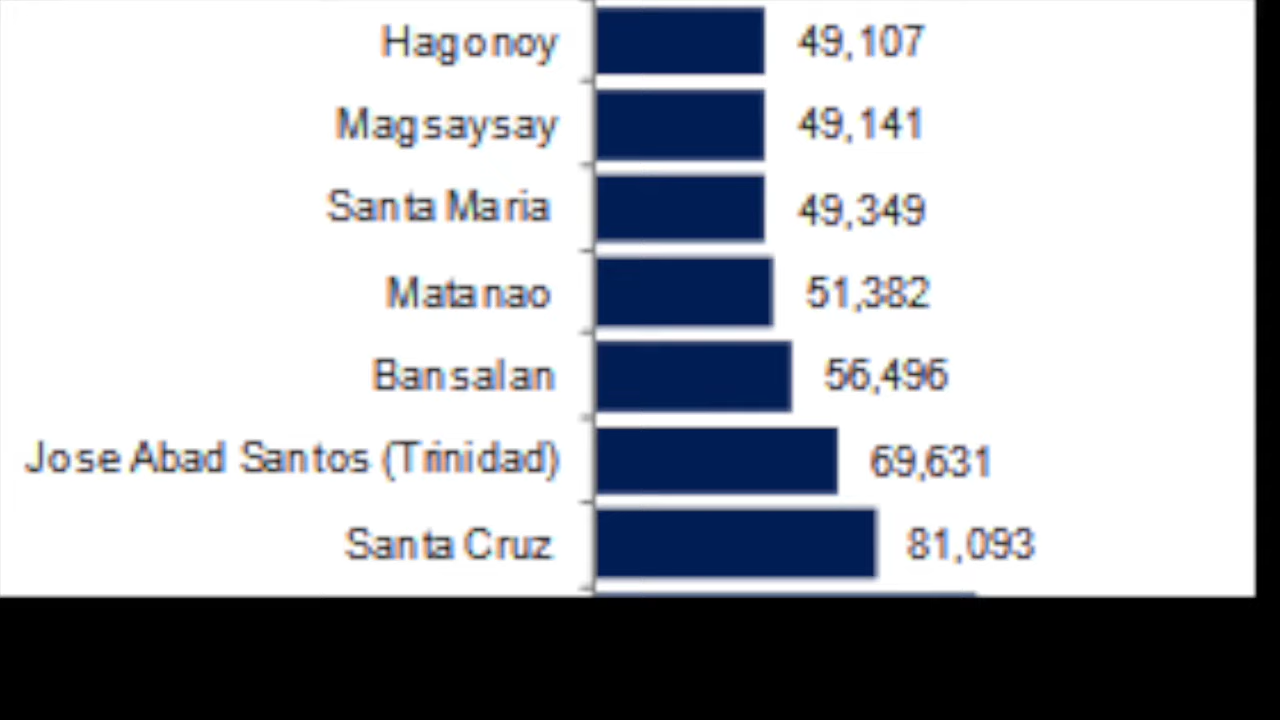 Hagonoy 49,107
Magsaysay 49,141
Santa Maria 49,349
Matanao 51,382
Bansalan 56,496
Jose Abad Santos (Trinidad) 69,631
Santa Cruz 81,093